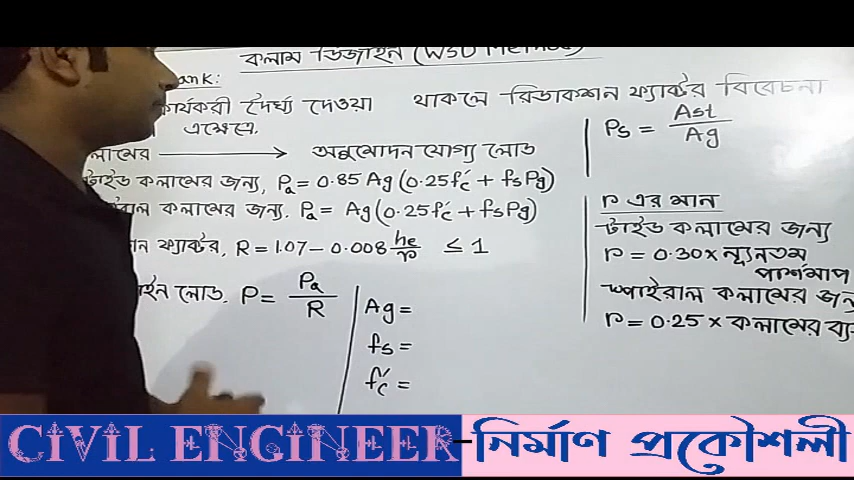 কলাম ডিজাইন (WSD Method)
ank:
কার্যকরী দৈর্ঘ্য দেওয়া থাকলে রিডাকশন ফ্যাক্টর বিবেচনা
এক্ষেত্রে.
লামের ⟶ অনুমোদন যোগ্য লোড
টাইড কলামের জন্য, Pa = 0.85 Ag (0.25f'c + fsPg)
রাল কলামের জন্য. Pa = Ag (0.25f'c + fsPg)
ন ফ্যাক্টর, R = 1.07 − 0.008 he/r ≤ 1
াইন লোড. P = Pa/R
Ag =
fs =
f'c =
Ps = Ast/Ag
r এর মান
টাইড কলামের জন্য
r = 0.30 × ন্যূনতম
পার্শ্মাপ
স্পাইরাল কলামের জন্য
r = 0.25 × কলামের ব্যা
CIVIL ENGINEER-নির্মাণ প্রকৌশলী